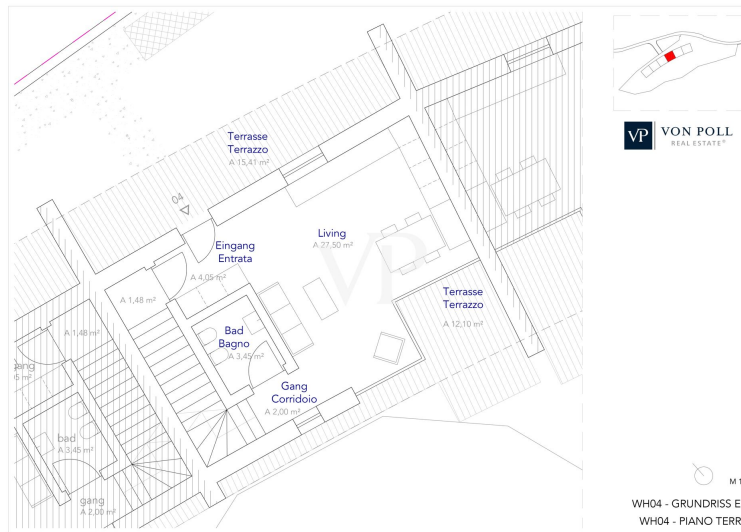 Terrasse
Terrazzo
A 15,41 m²
04
Eingang
Entrata
A 4,05 m²
Living
A 27,50 m²
A 1,48 m²
A 1,48 m²
Bad
Bagno
A 3,45 m²
Gang
Corridoio
A 2,00 m²
Terrasse
Terrazzo
A 12,10 m²
gang
bad
A 3,45 m²
gang
A 2,00 m²
VP
VP VON POLL
REAL ESTATE®
M 1
WH04 - GRUNDRISS E
WH04 - PIANO TERR